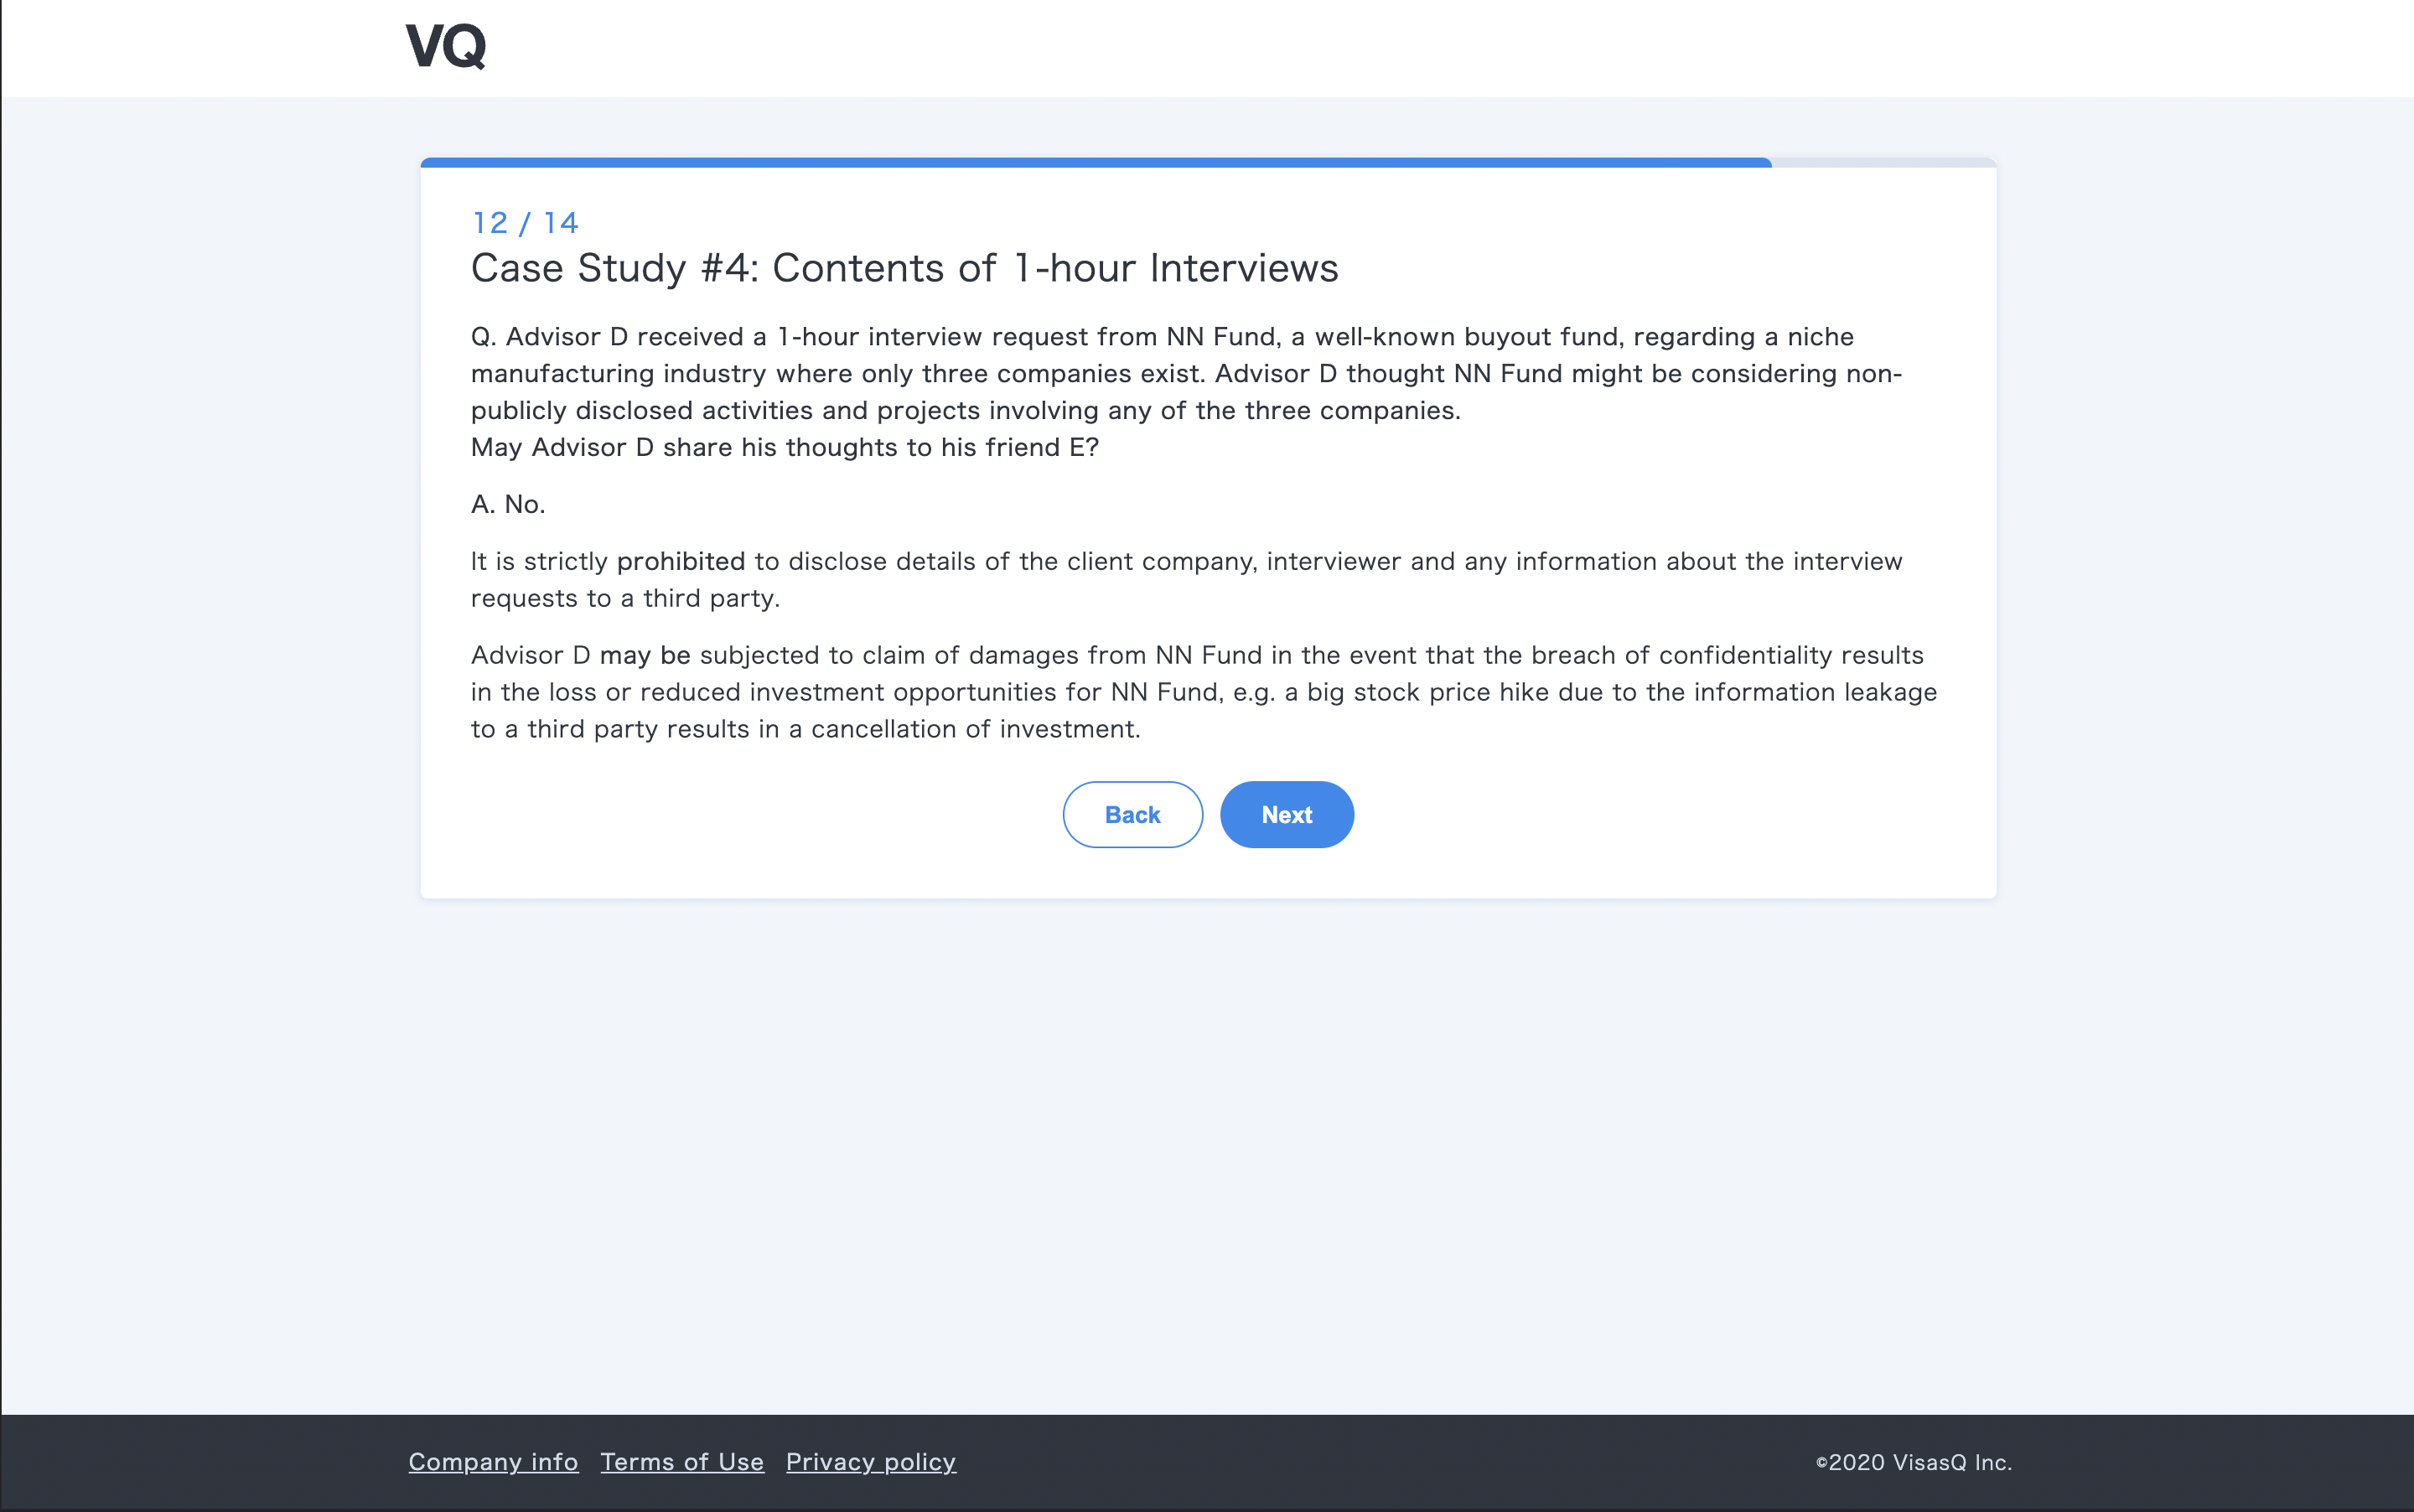 VQ
12 / 14
Case Study #4: Contents of 1-hour Interviews
Q. Advisor D received a 1-hour interview request from NN Fund, a well-known buyout fund, regarding a niche
manufacturing industry where only three companies exist. Advisor D thought NN Fund might be considering non-
publicly disclosed activities and projects involving any of the three companies.
May Advisor D share his thoughts to his friend E?
A. No.
It is strictly prohibited to disclose details of the client company, interviewer and any information about the interview
requests to a third party.
Advisor D may be subjected to claim of damages from NN Fund in the event that the breach of confidentiality results
in the loss or reduced investment opportunities for NN Fund, e.g. a big stock price hike due to the information leakage
to a third party results in a cancellation of investment.
Back Next
Company info Terms of Use Privacy policy ©2020 VisasQ Inc.